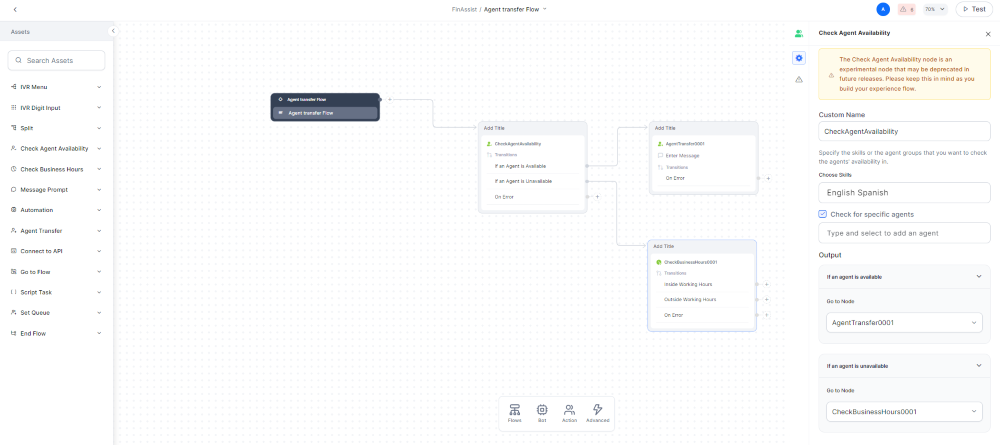 FinAssist / Agent transfer Flow
A
6
70%
Test
Assets
Search Assets
IVR Menu
IVR Digit Input
Split
Check Agent Availability
Check Business Hours
Message Prompt
Automation
Agent Transfer
Connect to API
Go to Flow
Script Task
Set Queue
End Flow
Agent transfer Flow
Agent transfer Flow
Add Title
CheckAgentAvailability
Transitions
If an Agent is Available
If an Agent is Unavailable
On Error
Add Title
AgentTransfer0001
Enter Message
Transitions
On Error
Add Title
CheckBusinessHours0001
Transitions
Inside Working Hours
Outside Working Hours
On Error
Flows
Bot
Action
Advanced
Check Agent Availability
The Check Agent Availability node is an
experimental node that may be deprecated in
future releases. Please keep this in mind as you
build your experience flow.
Custom Name
CheckAgentAvailability
Specify the skills or the agent groups that you want to check
the agents' availability in.
Choose Skills
English Spanish
Check for specific agents
Type and select to add an agent
Output
If an agent is available
Go to Node
AgentTransfer0001
If an agent is unavailable
Go to Node
CheckBusinessHours0001